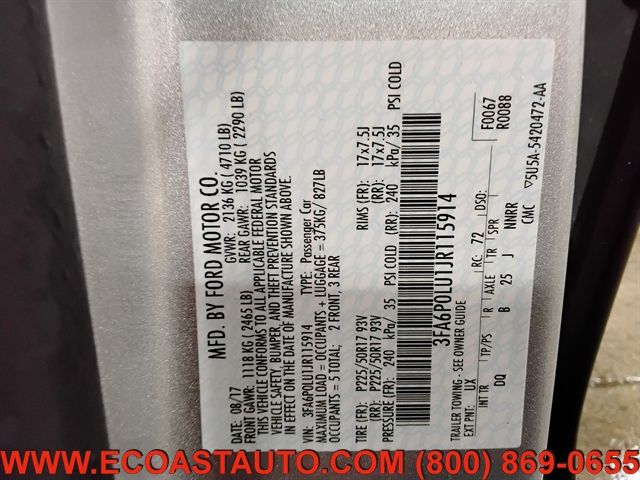 MFD. BY FORD MOTOR CO.
DATE: 08/17 GVWR: 2136 KG ( 4710 LB)
FRONT GAWR: 1118 KG ( 2465 LB) REAR GAWR: 1039 KG ( 2290 LB)
THIS VEHICLE CONFORMS TO ALL APPLICABLE FEDERAL MOTOR
VEHICLE SAFETY, BUMPER, AND THEFT PREVENTION STANDARDS
IN EFFECT ON THE DATE OF MANUFACTURE SHOWN ABOVE.
VIN: 3FA6P0LU1JR115914 Passenger Car
MAXIMUM LOAD = OCCUPANTS + LUGGAGE = 375KG/ 827LB
OCCUPANTS = 5 TOTAL: 2 FRONT, 3 REAR
TIRE (FR): P225/50R17 93V RIMS (FR): 17x7.5J
(RR): P225/50R17 93V (RR): 17x7.5J
PRESSURE (FR): 240 kPa/ 35 PSI COLD (RR): 240 kPa/ 35 PSI COLD
3FA6P0LU1JR115914
TRAILER TOWING - SEE OWNER GUIDE
F0067
R0088
EXT PNT: UX RC: 72 DSO:
INT TR TP/PS R AXLE TR SPR
DQ B 25 J NNRR
CMC ▽5U5A-5420472-AA
WWW.ECOASTAUTO.COM (800) 869-0655